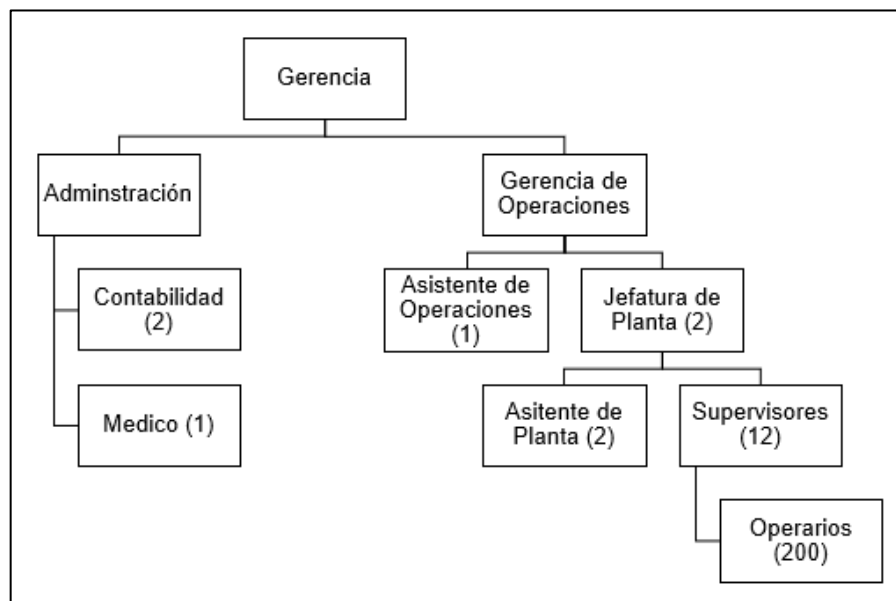 Gerencia
Adminstración
Gerencia de
Operaciones
Contabilidad
(2)
Asistente de
Operaciones
(1)
Jefatura de
Planta (2)
Medico (1)
Asitente de
Planta (2)
Supervisores
(12)
Operarios
(200)